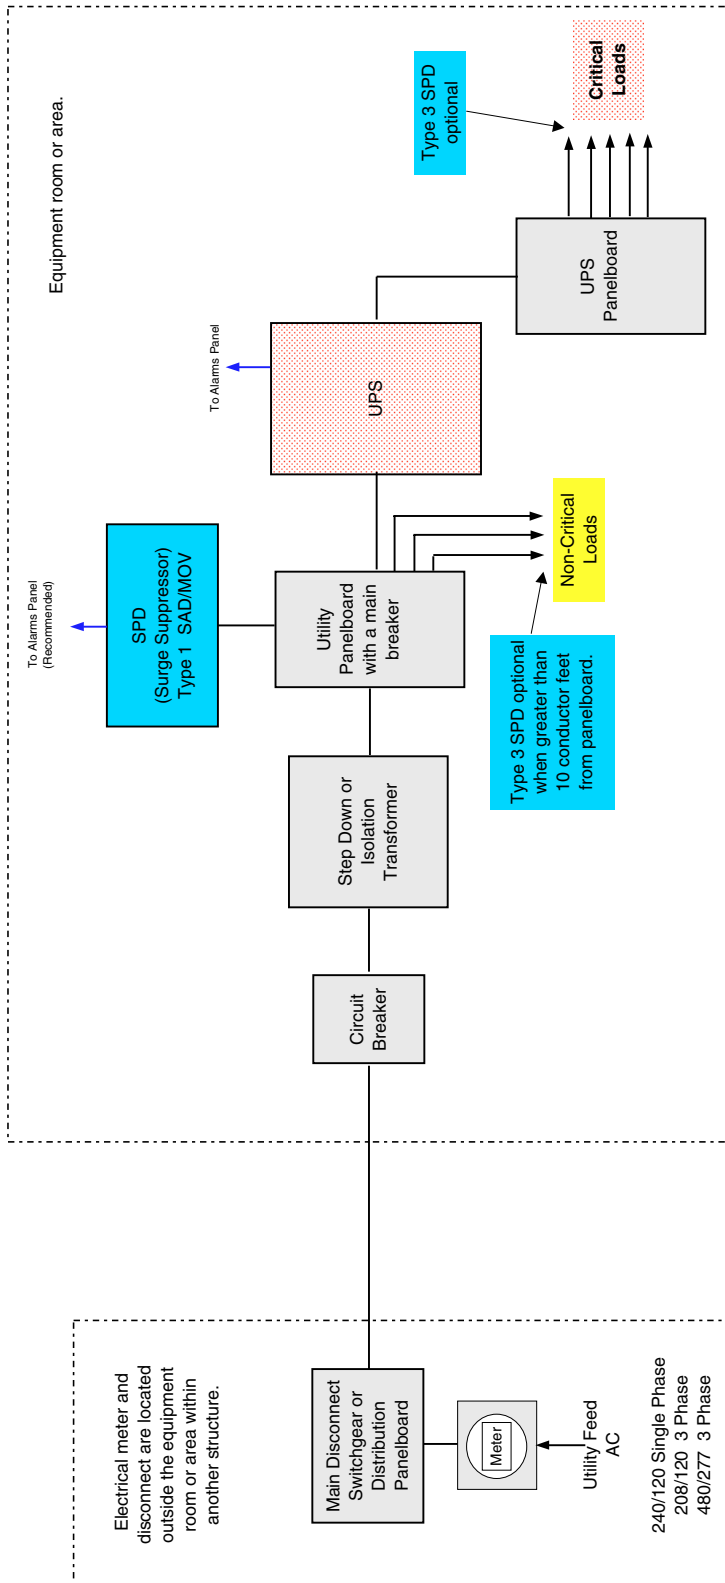 Electrical meter and
disconnect are located
outside the equipment
room or area within
another structure.
Main Disconnect
Switchgear or
Distribution
Panelboard
Meter
Utility Feed
AC
240/120 Single Phase
208/120 3 Phase
480/277 3 Phase
Equipment room or area.
Circuit
Breaker
Step Down or
Isolation
Transformer
To Alarms Panel
(Recommended)
SPD
(Surge Suppressor)
Type 1 SAD/MOV
Utility
Panelboard
with a main
breaker
Type 3 SPD optional
when greater than
10 conductor feet
from panelboard.
Non-Critical
Loads
To Alarms Panel
UPS
UPS
Panelboard
Type 3 SPD
optional
Critical
Loads